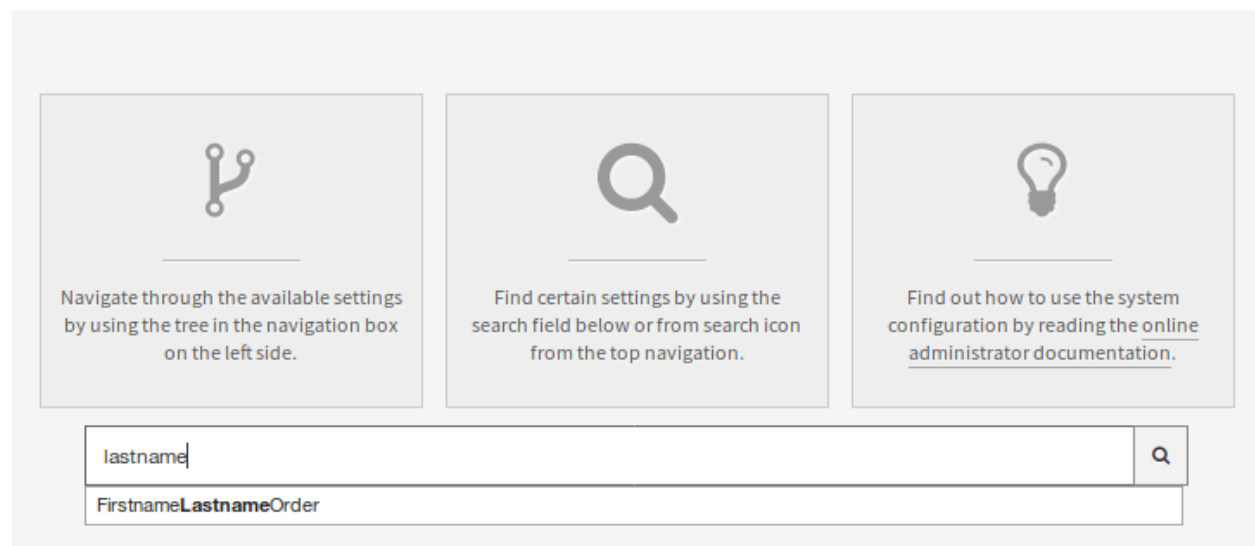 Navigate through the available settings
by using the tree in the navigation box
on the left side.
Find certain settings by using the
search field below or from search icon
from the top navigation.
Find out how to use the system
configuration by reading the online
administrator documentation.
lastname
FirstnameLastnameOrder